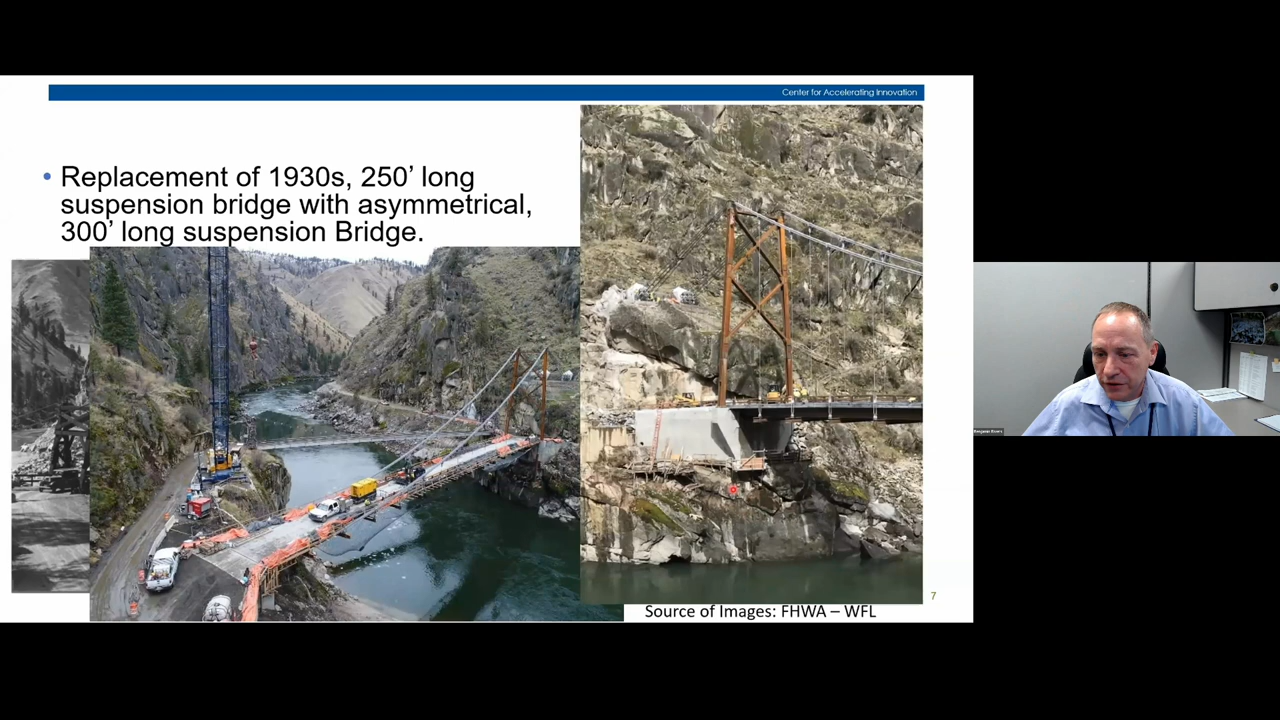 Center for Accelerating Innovation
• Replacement of 1930s, 250’ long
suspension bridge with asymmetrical,
300’ long suspension Bridge.
7
Source of Images: FHWA – WFL